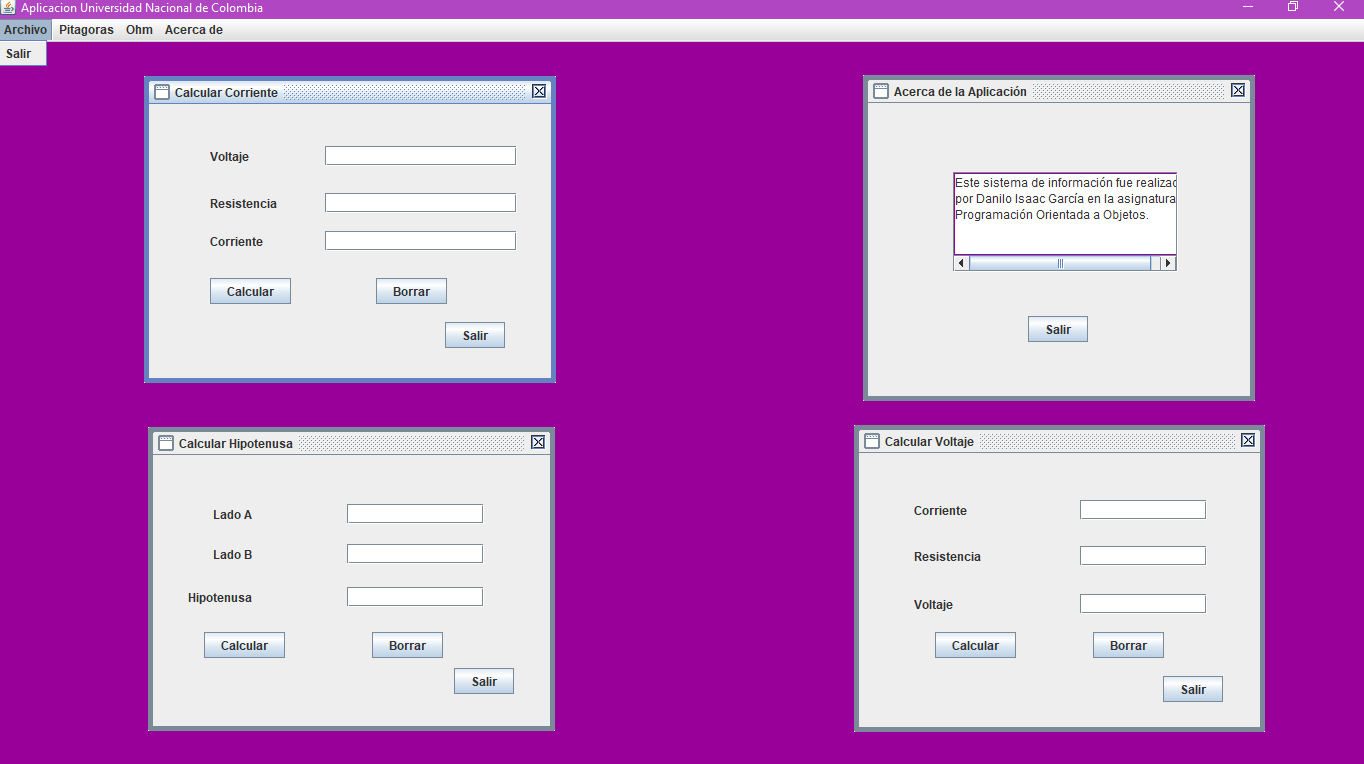 Aplicacion Universidad Nacional de Colombia
Archivo Pitagoras Ohm Acerca de
Salir
Calcular Corriente
Voltaje
Resistencia
Corriente
Calcular Borrar
Salir
Acerca de la Aplicación
Este sistema de información fue realizad
por Danilo Isaac García en la asignatura
Programación Orientada a Objetos.
Salir
Calcular Hipotenusa
Lado A
Lado B
Hipotenusa
Calcular Borrar
Salir
Calcular Voltaje
Corriente
Resistencia
Voltaje
Calcular Borrar
Salir